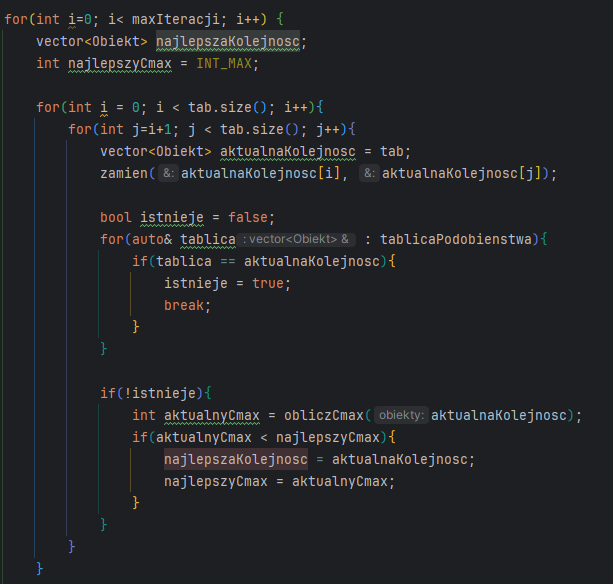 for(int i=0; i< maxIteracji; i++) {
vector<Obiekt> najlepszaKolejnosc;
int najlepszyCmax = INT_MAX;
for(int i = 0; i < tab.size(); i++){
for(int j=i+1; j < tab.size(); j++){
vector<Obiekt> aktualnaKolejnosc = tab;
zamien(&: aktualnaKolejnosc[i], &: aktualnaKolejnosc[j]);
bool istnieje = false;
for(auto& tablica : vector<Obiekt> & : tablicaPodobienstwa){
if(tablica == aktualnaKolejnosc){
istnieje = true;
break;
}
}
if(!istnieje){
int aktualnyCmax = obliczCmax( obiekty: aktualnaKolejnosc);
if(aktualnyCmax < najlepszyCmax){
najlepszaKolejnosc = aktualnaKolejnosc;
najlepszyCmax = aktualnyCmax;
}
}
}
}